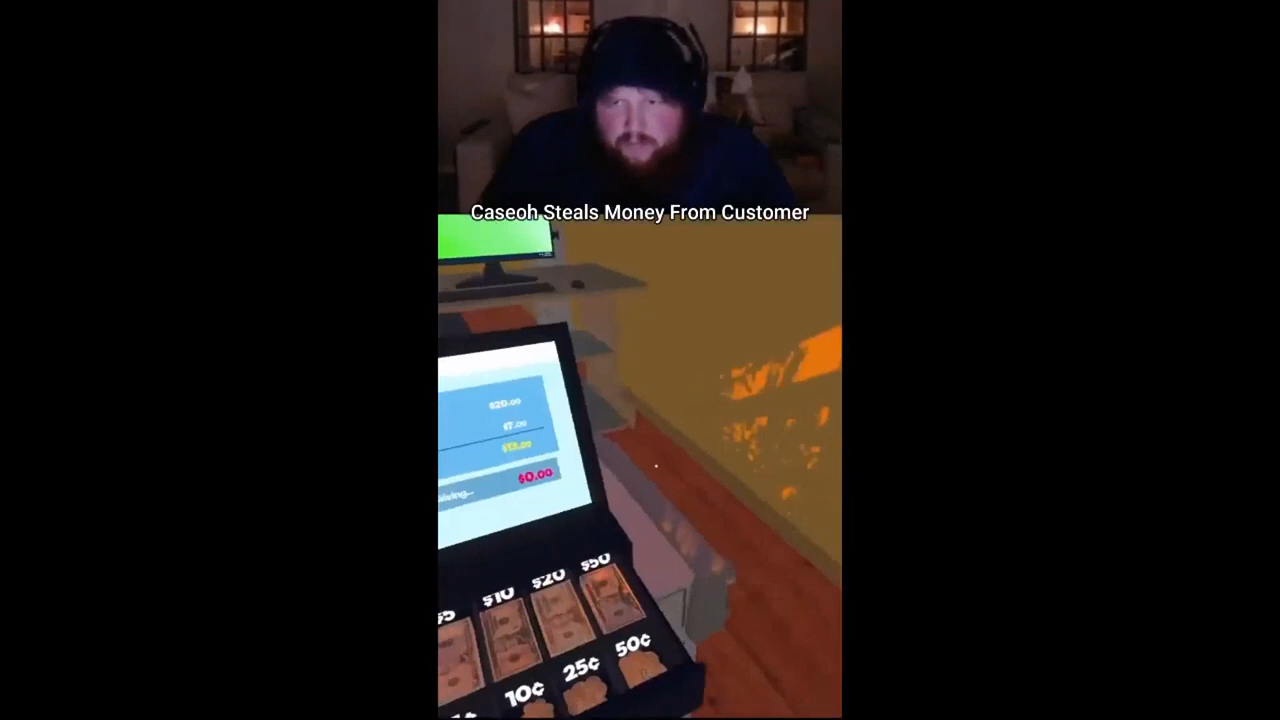 Caseoh Steals Money From Customer
$20.00
$7.00
$13.00
$0.00
$5 $10 $20 $50
10¢ 25¢ 50¢